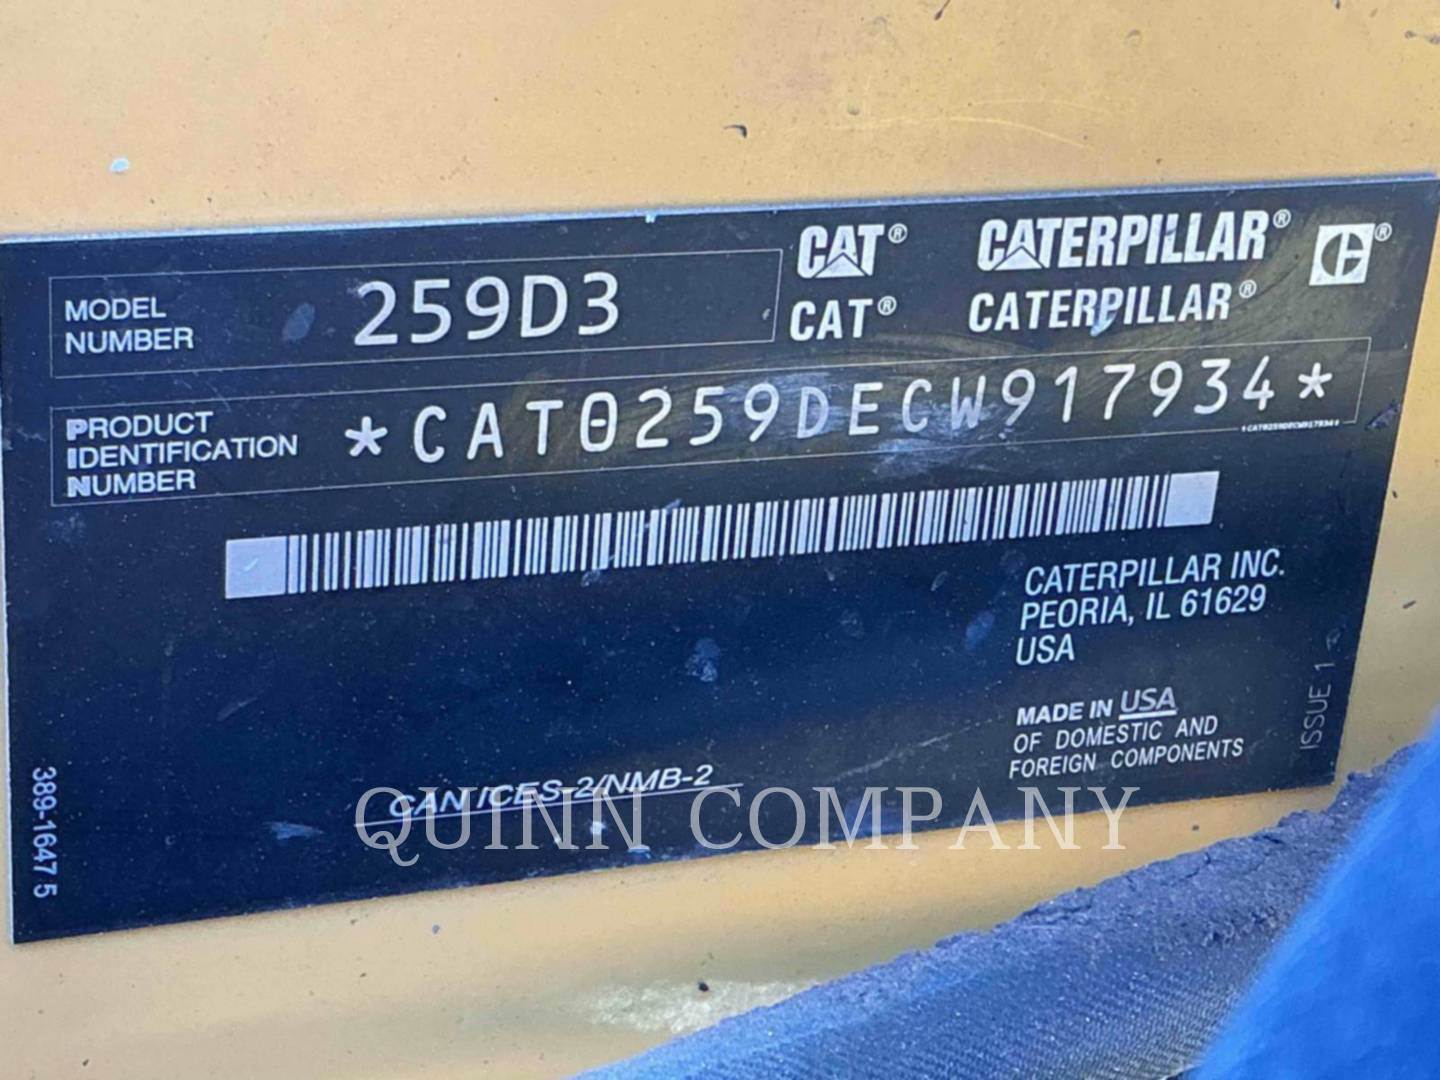 MODEL
NUMBER
259D3
CAT® CATERPILLAR® ®
CAT® CATERPILLAR®
PRODUCT
IDENTIFICATION
NUMBER
*CAT0259DECW917934*
*CAT0259DECW917934*
CATERPILLAR INC.
PEORIA, IL 61629
USA
MADE IN USA
OF DOMESTIC AND
FOREIGN COMPONENTS
ISSUE 1
CAN ICES-2/NMB-2
389-1647 5
QUINN COMPANY